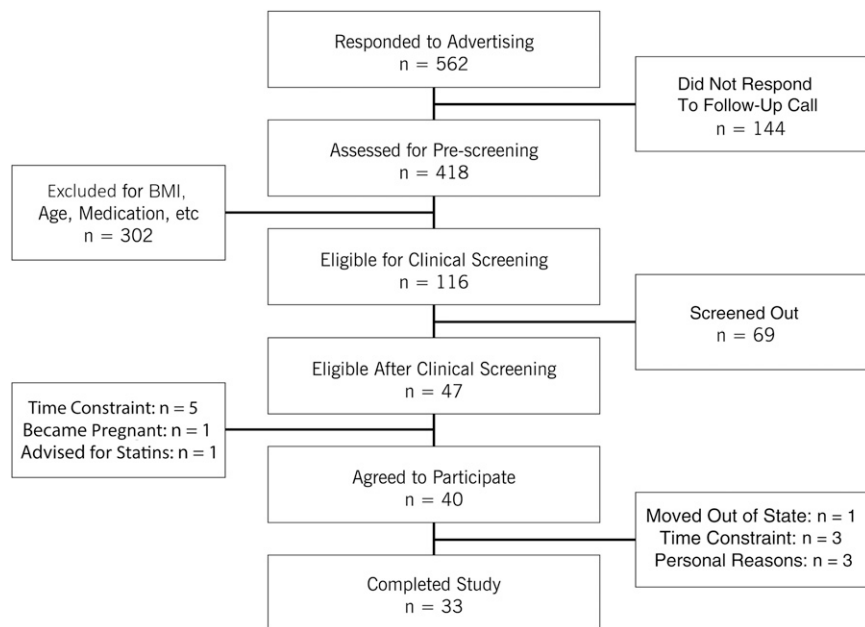 Responded to Advertising
n = 562
Did Not Respond
To Follow-Up Call
n = 144
Assessed for Pre-screening
n = 418
Excluded for BMI,
Age, Medication, etc
n = 302
Eligible for Clinical Screening
n = 116
Screened Out
n = 69
Eligible After Clinical Screening
n = 47
Time Constraint: n = 5
Became Pregnant: n = 1
Advised for Statins: n = 1
Agreed to Participate
n = 40
Moved Out of State: n = 1
Time Constraint: n = 3
Personal Reasons: n = 3
Completed Study
n = 33